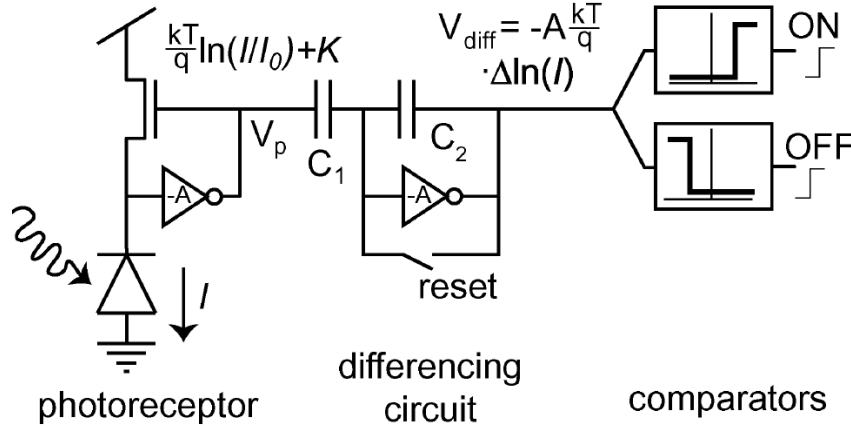 kT/q ln(I/I₀)+K
V_diff = -A kT/q
·Δln(I)
ON
OFF
V_p
C₁
C₂
-A
-A
reset
I
photoreceptor
differencing
circuit
comparators